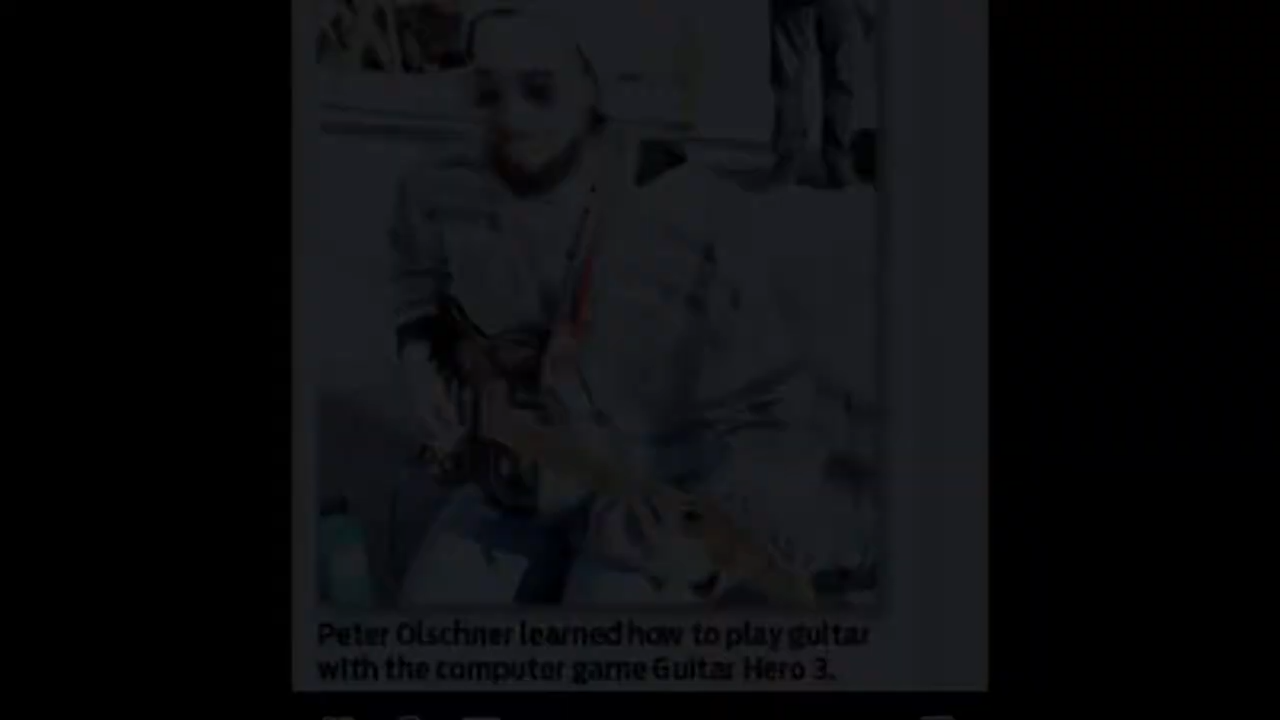 Peter Olschner learned how to play guitar
with the computer game Guitar Hero 3.